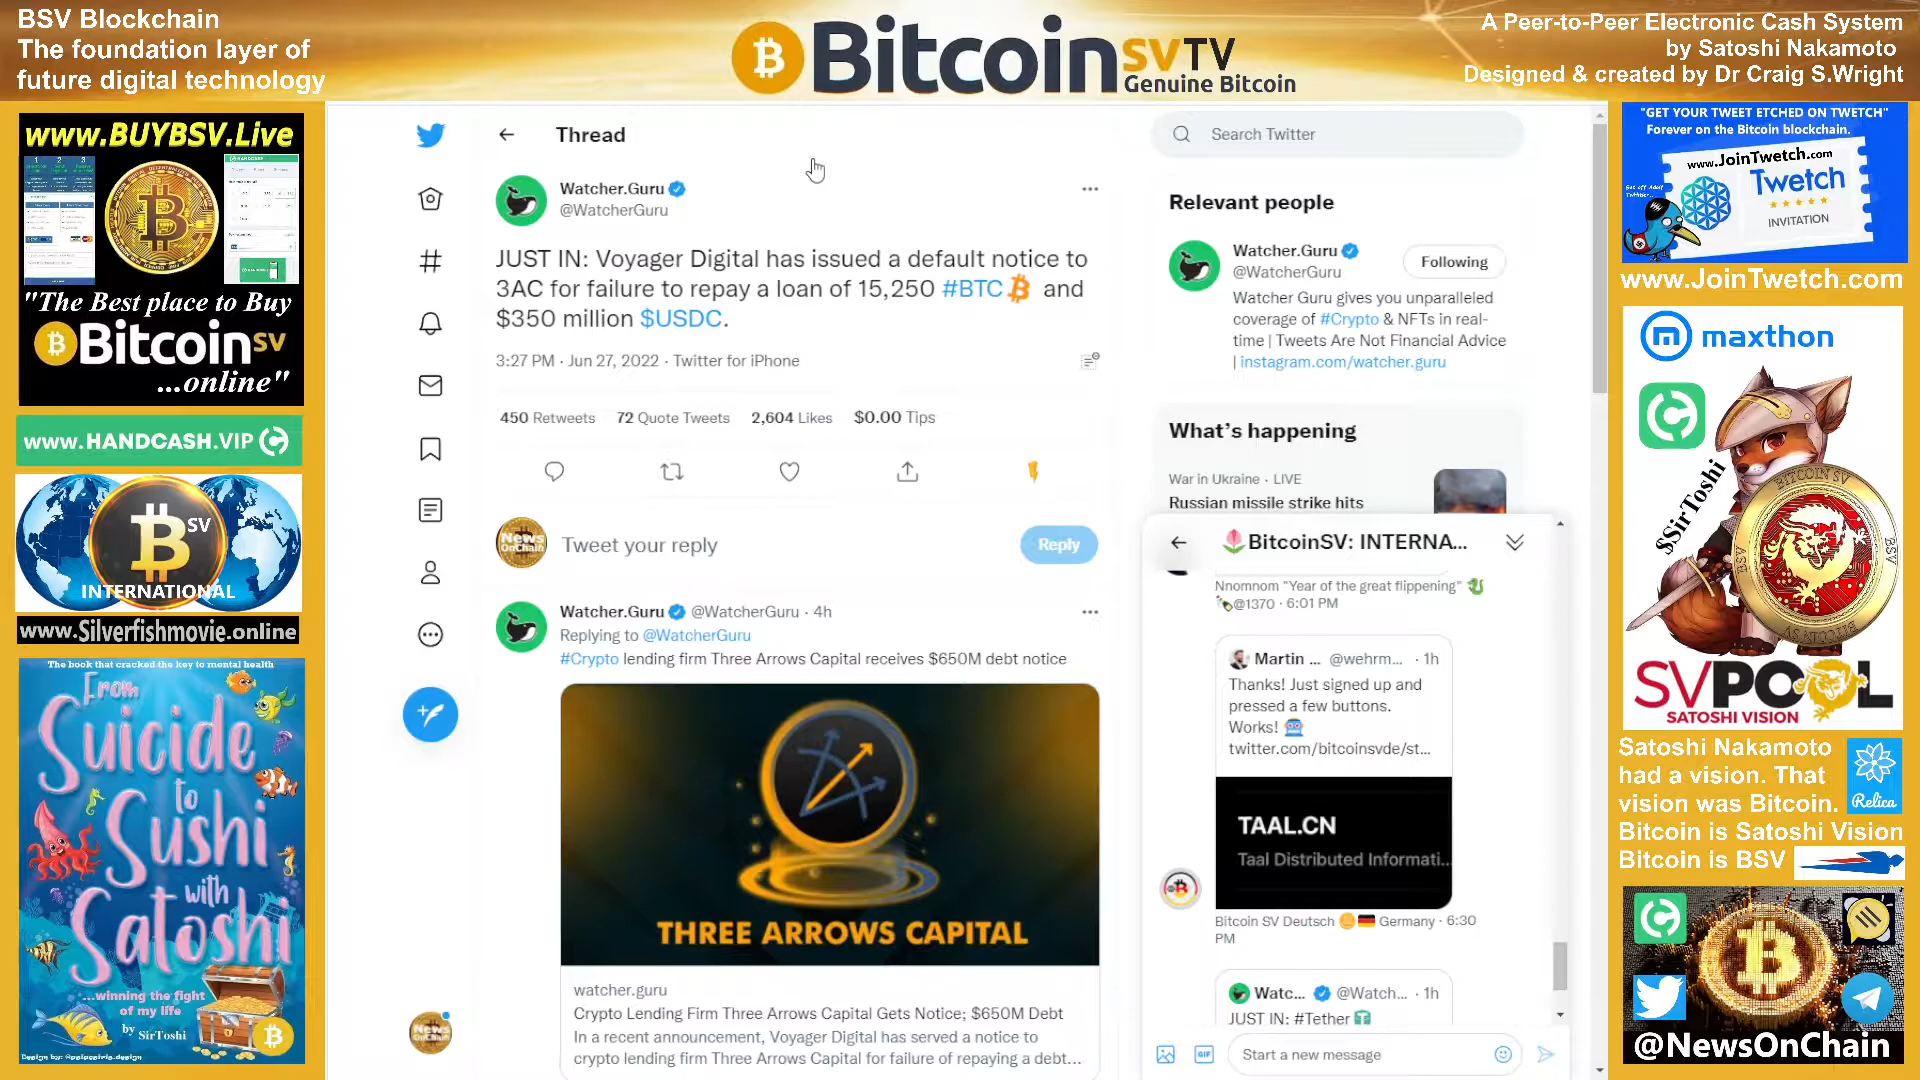 BSV Blockchain
The foundation layer of
future digital technology
Bitcoin SV TV
Genuine Bitcoin
A Peer-to-Peer Electronic Cash System
by Satoshi Nakamoto
Designed & created by Dr Craig S.Wright
www.BUYBSV.Live
"The Best place to Buy
Bitcoin SV
...online"
www.HANDCASH.VIP
SV
INTERNATIONAL
www.Silverfishmovie.online
The book that cracked the key to mental health
From
Suicide
to
Sushi
with
Satoshi
...winning the fight
of my life
by SirToshi
Thread
Watcher.Guru
@WatcherGuru
JUST IN: Voyager Digital has issued a default notice to
3AC for failure to repay a loan of 15,250 #BTC and
$350 million $USDC.
3:27 PM · Jun 27, 2022 · Twitter for iPhone
450 Retweets 72 Quote Tweets 2,604 Likes $0.00 Tips
News
OnChain
Tweet your reply
Reply
Watcher.Guru @WatcherGuru · 4h
Replying to @WatcherGuru
#Crypto lending firm Three Arrows Capital receives $650M debt notice
THREE ARROWS CAPITAL
watcher.guru
Crypto Lending Firm Three Arrows Capital Gets Notice; $650M Debt
In a recent announcement, Voyager Digital has served a notice to
crypto lending firm Three Arrows Capital for failure of repaying a debt...
News
OnChain
Search Twitter
Relevant people
Watcher.Guru
@WatcherGuru
Following
Watcher Guru gives you unparalleled
coverage of #Crypto & NFTs in real-
time | Tweets Are Not Financial Advice
| instagram.com/watcher.guru
What's happening
War in Ukraine · LIVE
Russian missile strike hits
BitcoinSV: INTERNA...
Nnomnom "Year of the great flippening"
@1370 · 6:01 PM
Martin ... @wehrm... · 1h
Thanks! Just signed up and
pressed a few buttons.
Works!
twitter.com/bitcoinsvde/st...
TAAL.CN
Taal Distributed Informati...
Bitcoin SV Deutsch Germany · 6:30
PM
Watc... @Watch... · 1h
JUST IN: #Tether
GIF
Start a new message
"GET YOUR TWEET ETCHED ON TWETCH"
Forever on the Bitcoin blockchain.
www.JoinTwetch.com
Twetch
INVITATION
www.JoinTwetch.com
maxthon
$SirToshi
BITCOIN SV
BSV
BSV
SVPOOL
SATOSHI VISION
Satoshi Nakamoto
had a vision. That
vision was Bitcoin.
Relica
Bitcoin is Satoshi Vision
Bitcoin is BSV
@NewsOnChain